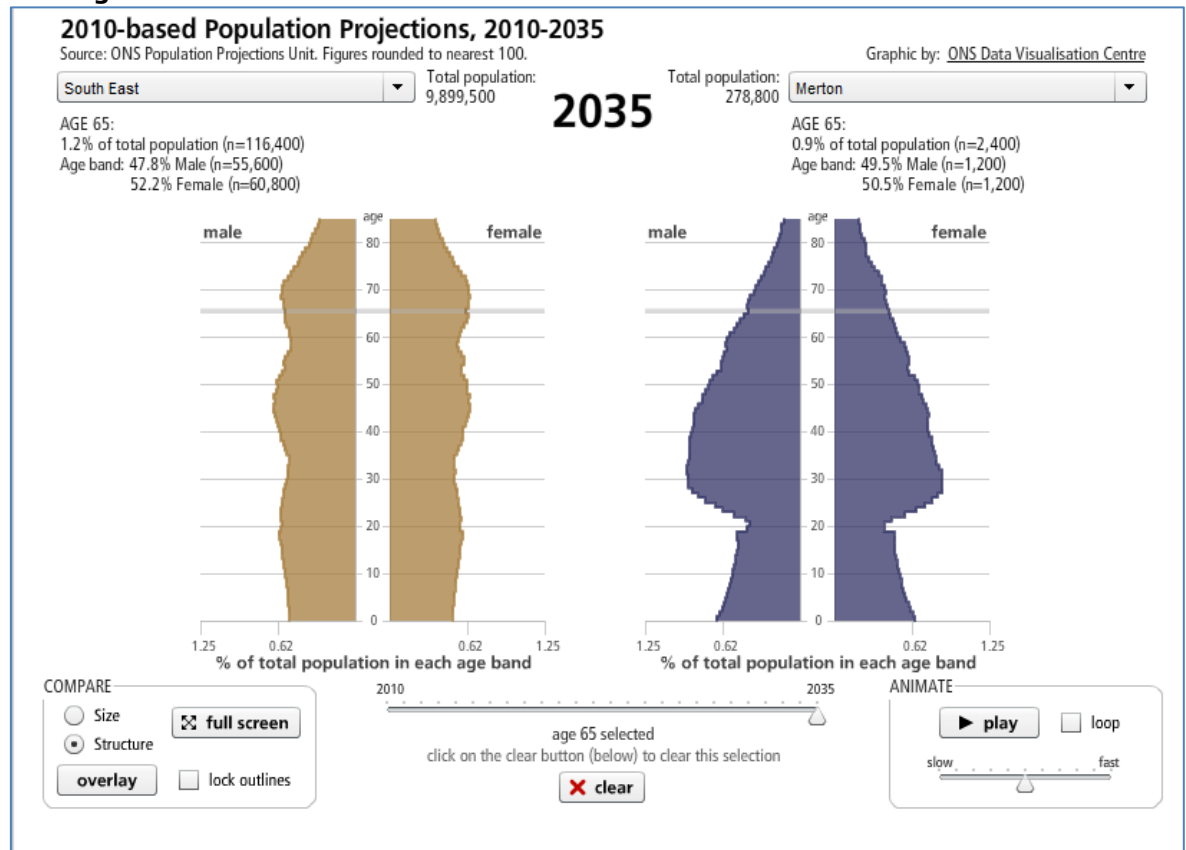 2010-based Population Projections, 2010-2035
Source: ONS Population Projections Unit. Figures rounded to nearest 100.
Graphic by: ONS Data Visualisation Centre
South East
Total population:
9,899,500
2035
Total population:
278,800
Merton
AGE 65:
1.2% of total population (n=116,400)
Age band: 47.8% Male (n=55,600)
52.2% Female (n=60,800)
AGE 65:
0.9% of total population (n=2,400)
Age band: 49.5% Male (n=1,200)
50.5% Female (n=1,200)
male
age
female
80
70
60
50
40
30
20
10
0
1.25 0.62 0.62 1.25
% of total population in each age band
male
age
female
80
70
60
50
40
30
20
10
0
1.25 0.62 0.62 1.25
% of total population in each age band
COMPARE
Size
Structure
full screen
overlay
lock outlines
2010
2035
age 65 selected
click on the clear button (below) to clear this selection
clear
ANIMATE
play
loop
slow
fast